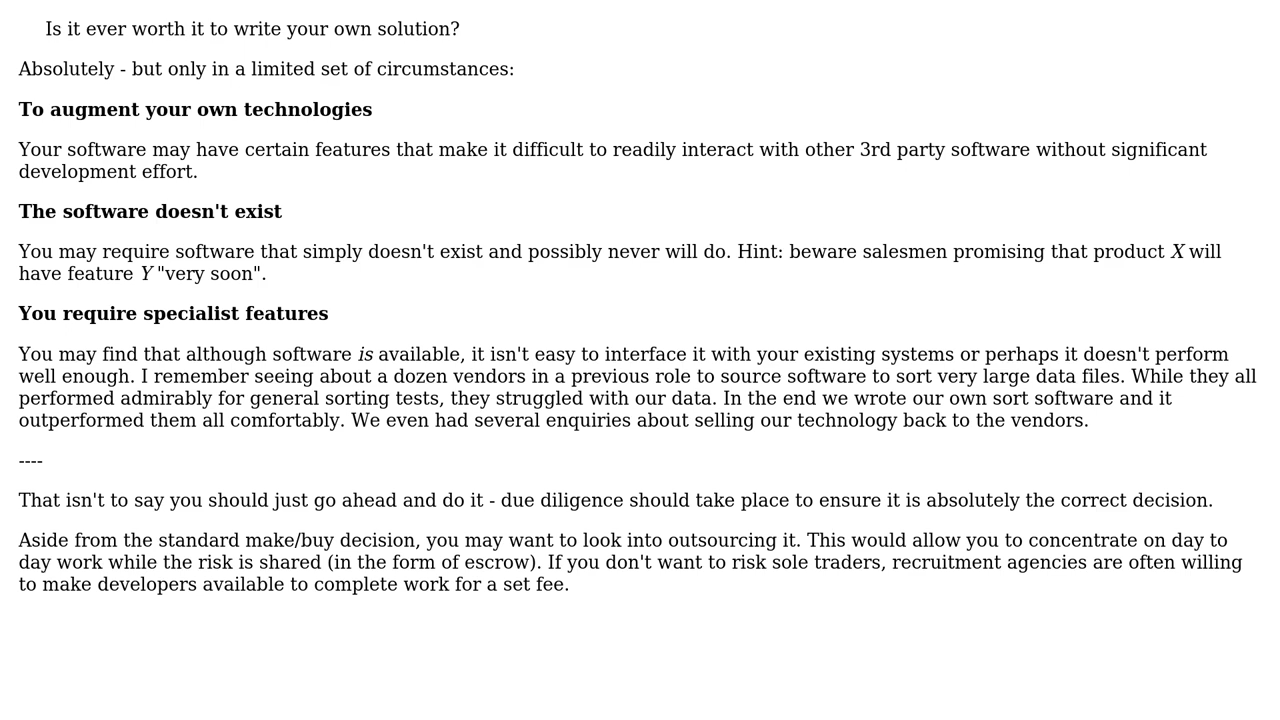 Is it ever worth it to write your own solution?
Absolutely - but only in a limited set of circumstances:
To augment your own technologies
Your software may have certain features that make it difficult to readily interact with other 3rd party software without significant
development effort.
The software doesn't exist
You may require software that simply doesn't exist and possibly never will do. Hint: beware salesmen promising that product X will
have feature Y "very soon".
You require specialist features
You may find that although software is available, it isn't easy to interface it with your existing systems or perhaps it doesn't perform
well enough. I remember seeing about a dozen vendors in a previous role to source software to sort very large data files. While they all
performed admirably for general sorting tests, they struggled with our data. In the end we wrote our own sort software and it
outperformed them all comfortably. We even had several enquiries about selling our technology back to the vendors.
----
That isn't to say you should just go ahead and do it - due diligence should take place to ensure it is absolutely the correct decision.
Aside from the standard make/buy decision, you may want to look into outsourcing it. This would allow you to concentrate on day to
day work while the risk is shared (in the form of escrow). If you don't want to risk sole traders, recruitment agencies are often willing
to make developers available to complete work for a set fee.